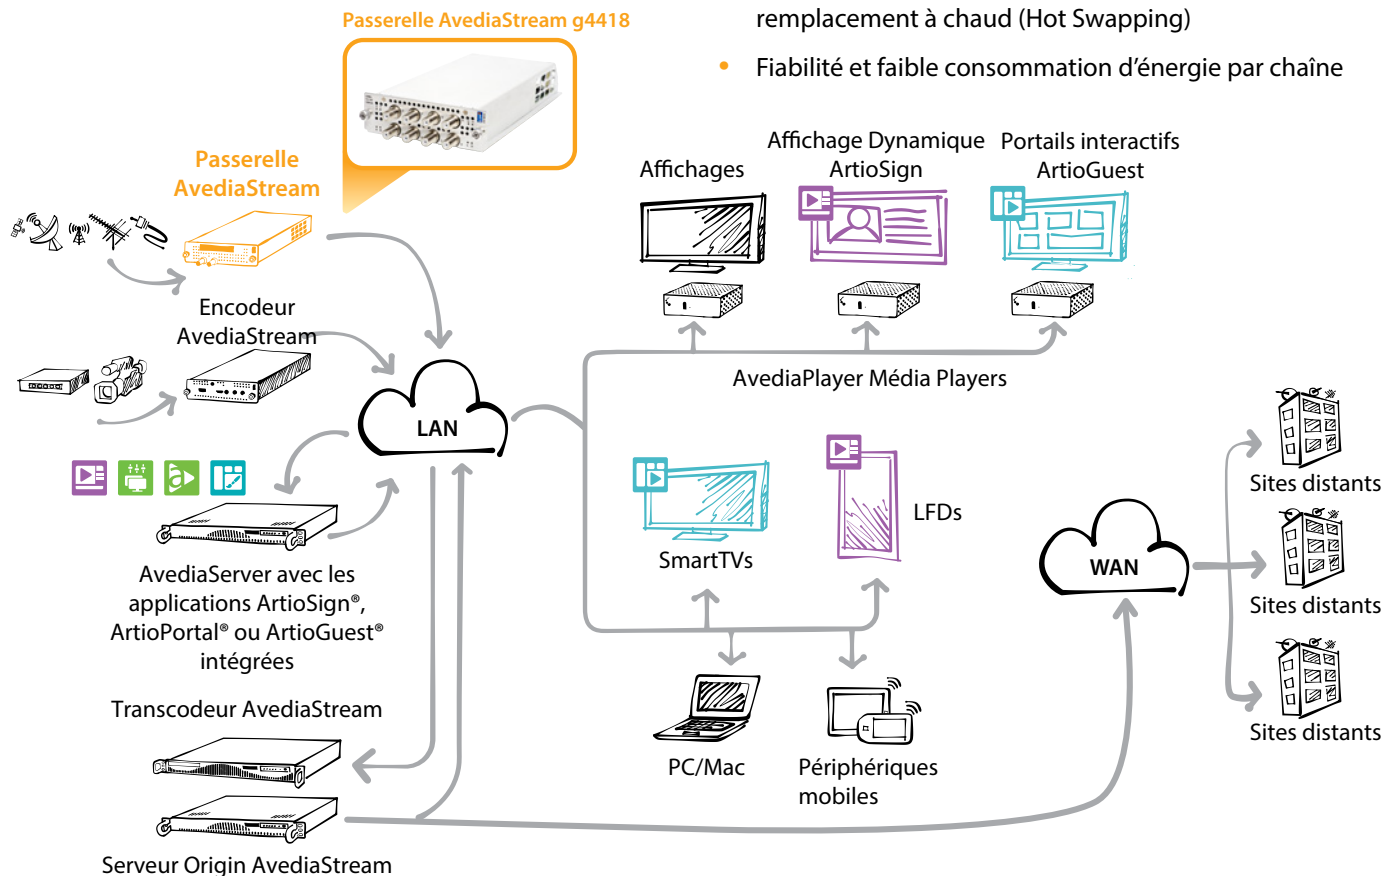 Passerelle AvediaStream g4418
remplacement à chaud (Hot Swapping)
• Fiabilité et faible consommation d’énergie par chaîne
Passerelle
AvediaStream
Affichages
Affichage Dynamique
ArtioSign
Portails interactifs
ArtioGuest
Encodeur
AvediaStream
AvediaPlayer Média Players
LAN
SmartTVs
LFDs
WAN
Sites distants
Sites distants
Sites distants
AvediaServer avec les
applications ArtioSign®,
ArtioPortal® ou ArtioGuest®
intégrées
Transcodeur AvediaStream
PC/Mac
Périphériques
mobiles
Serveur Origin AvediaStream